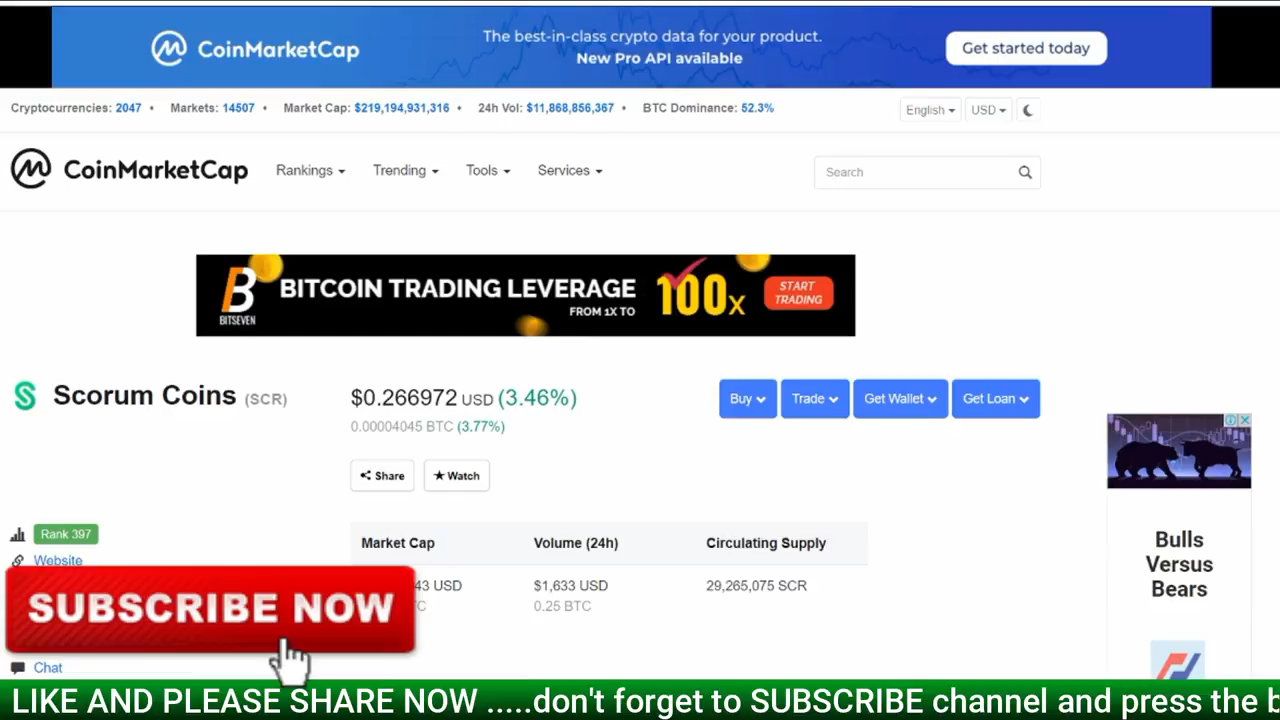 CoinMarketCap
The best-in-class crypto data for your product.
New Pro API available
Get started today
Cryptocurrencies: 2047 • Markets: 14507 • Market Cap: $219,194,931,316 • 24h Vol: $11,868,856,367 • BTC Dominance: 52.3%
English USD
CoinMarketCap Rankings Trending Tools Services
Search
BITSEVEN
BITCOIN TRADING LEVERAGE
FROM 1X TO
100x
START
TRADING
Scorum Coins (SCR)
$0.266972 USD (3.46%)
0.00004045 BTC (3.77%)
Buy Trade Get Wallet Get Loan
Share Watch
Rank 397
Website
Market Cap Volume (24h) Circulating Supply
43 USD $1,633 USD 29,265,075 SCR
0.25 BTC
SUBSCRIBE NOW
Chat
Bulls
Versus
Bears
LIKE AND PLEASE SHARE NOW .....don't forget to SUBSCRIBE channel and press the b